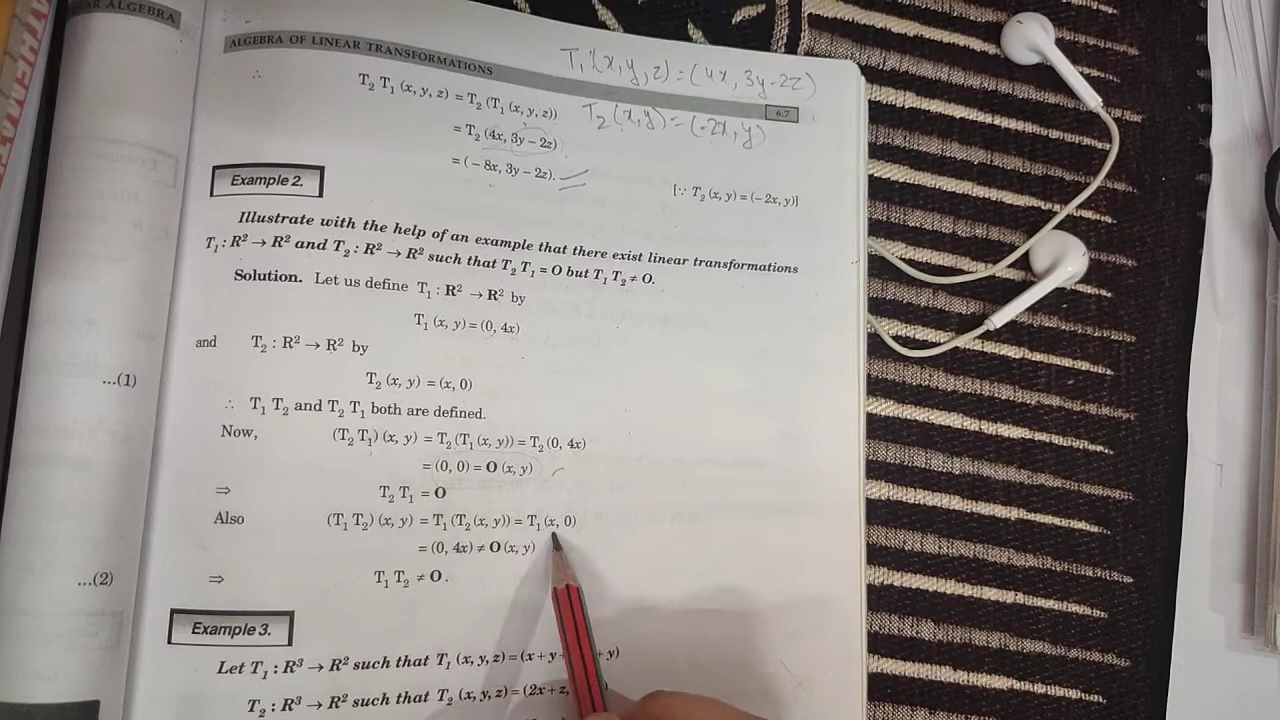 AR ALGEBRA
ALGEBRA OF LINEAR TRANSFORMATIONS
6.7
T₁(x, y, z) = (4x, 3y-2z)
T₂(x, y) = (-2x, y)
∴ T₂ T₁ (x, y, z) = T₂ (T₁ (x, y, z))
= T₂ (4x, 3y – 2z)
= (– 8x, 3y – 2z).
[∵ T₂ (x, y) = (– 2x, y)]
Example 2.
Illustrate with the help of an example that there exist linear transformations
T₁ : R² → R² and T₂ : R² → R² such that T₂ T₁ = O but T₁ T₂ ≠ O.
Solution. Let us define T₁ : R² → R² by
T₁ (x, y) = (0, 4x)
and T₂ : R² → R² by
...(1)
T₂ (x, y) = (x, 0)
∴ T₁ T₂ and T₂ T₁ both are defined.
Now, (T₂ T₁) (x, y) = T₂ (T₁ (x, y)) = T₂ (0, 4x)
= (0, 0) = O (x, y)
⇒ T₂ T₁ = O
Also (T₁ T₂) (x, y) = T₁ (T₂ (x, y)) = T₁ (x, 0)
= (0, 4x) ≠ O (x, y)
...(2)
⇒ T₁ T₂ ≠ O.
Example 3.
Let T₁ : R³ → R² such that T₁ (x, y, z) = (x + y + y)
T₂ : R³ → R² such that T₂ (x, y, z) = (2x + z,